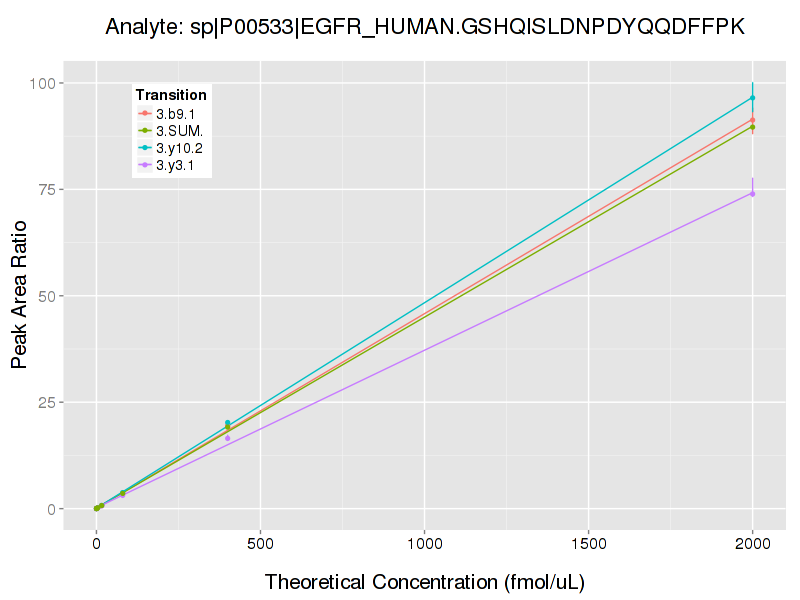 Analyte: sp|P00533|EGFR_HUMAN.GSHQISLDNPDYQQDFFPK
Transition
3.b9.1
3.SUM.
3.y10.2
3.y3.1
Peak Area Ratio
100
75
50
25
0
0 500 1000 1500 2000
Theoretical Concentration (fmol/uL)